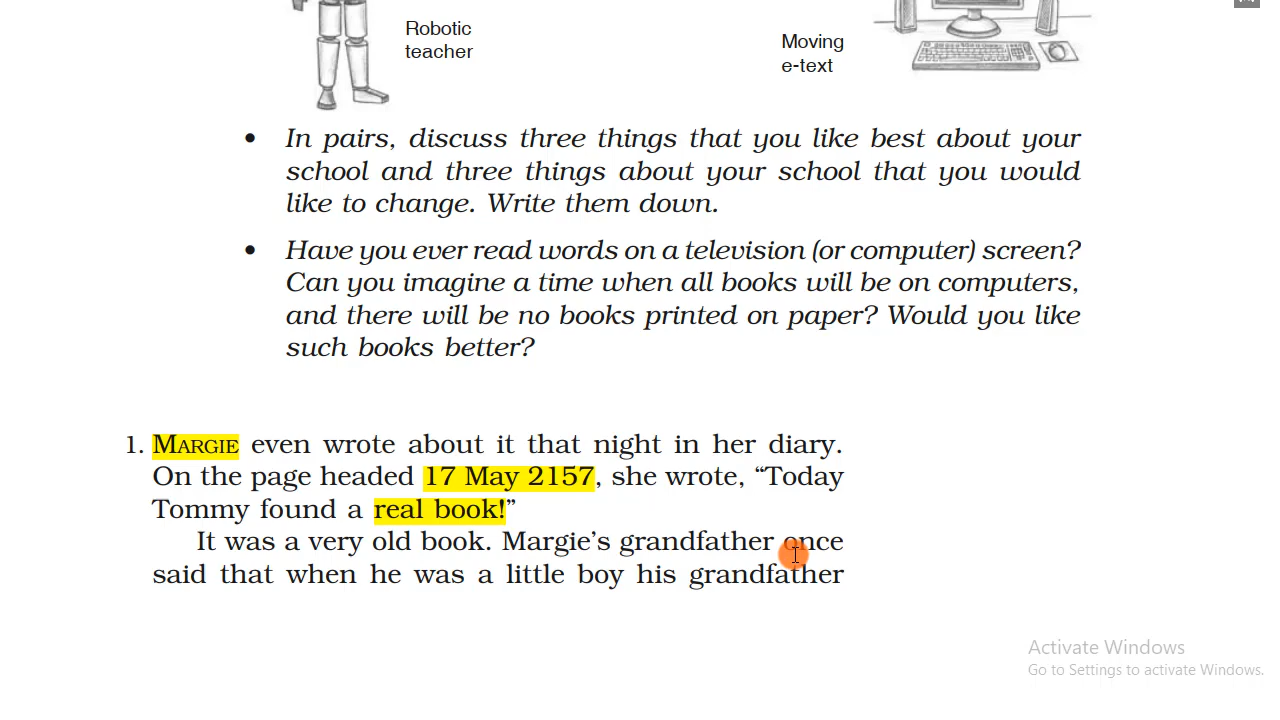 Robotic
teacher
Moving
e-text
• In pairs, discuss three things that you like best about your
school and three things about your school that you would
like to change. Write them down.
• Have you ever read words on a television (or computer) screen?
Can you imagine a time when all books will be on computers,
and there will be no books printed on paper? Would you like
such books better?
1. MARGIE even wrote about it that night in her diary.
On the page headed 17 May 2157, she wrote, “Today
Tommy found a real book!”
It was a very old book. Margie’s grandfather once
said that when he was a little boy his grandfather
Activate Windows
Go to Settings to activate Windows.